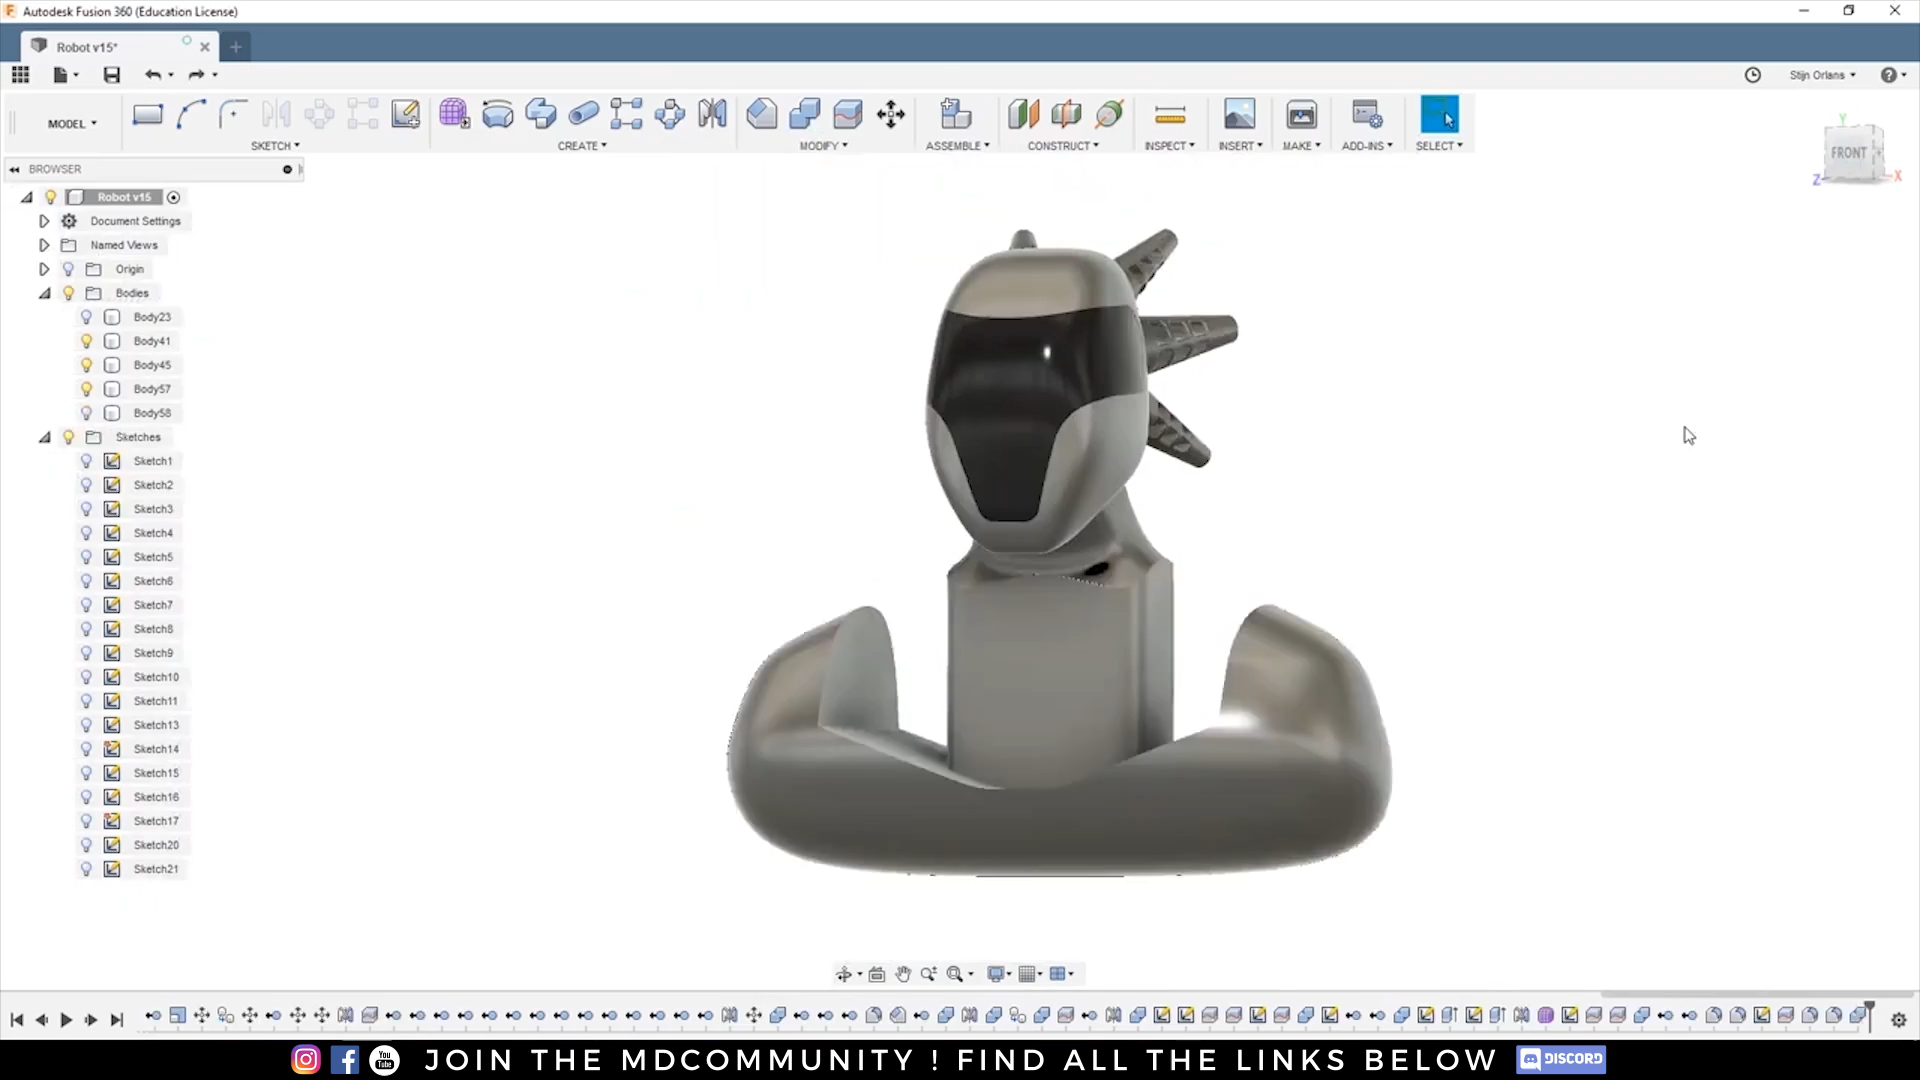 Autodesk Fusion 360 (Education License)
Robot v15*
Stijn Orlans
MODEL
SKETCH
CREATE
MODIFY
ASSEMBLE
CONSTRUCT
INSPECT
INSERT
MAKE
ADD-INS
SELECT
FRONT
Y
Z
X
BROWSER
Robot v15
Document Settings
Named Views
Origin
Bodies
Body23
Body41
Body45
Body57
Body58
Sketches
Sketch1
Sketch2
Sketch3
Sketch4
Sketch5
Sketch6
Sketch7
Sketch8
Sketch9
Sketch10
Sketch11
Sketch13
Sketch14
Sketch15
Sketch16
Sketch17
Sketch20
Sketch21
You Tube JOIN THE MDCOMMUNITY ! FIND ALL THE LINKS BELOW DISCORD